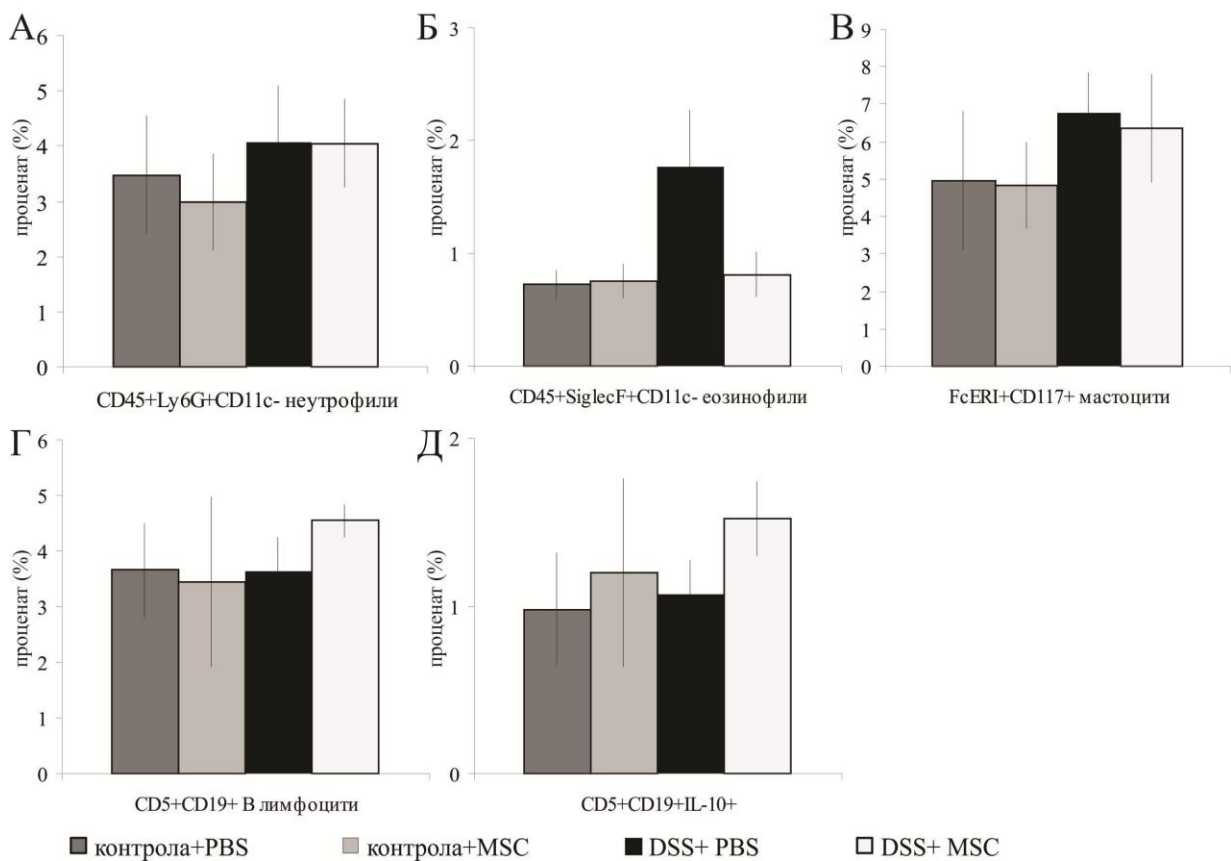 А
Б
В
6
5
4
3
2
1
0
проценат (%)
CD45+Ly6G+CD11c- неутрофили
3
2
1
0
проценат (%)
CD45+SiglecF+CD11c- еозинофили
9
8
7
6
5
4
3
2
1
0
проценат (%)
FcERI+CD117+ мастоцити
Г
Д
6
5
4
3
2
1
0
проценат (%)
CD5+CD19+ В лимфоцити
2
1
0
проценат (%)
CD5+CD19+IL-10+
контрола+PBS
контрола+MSC
DSS+ PBS
DSS+ MSC